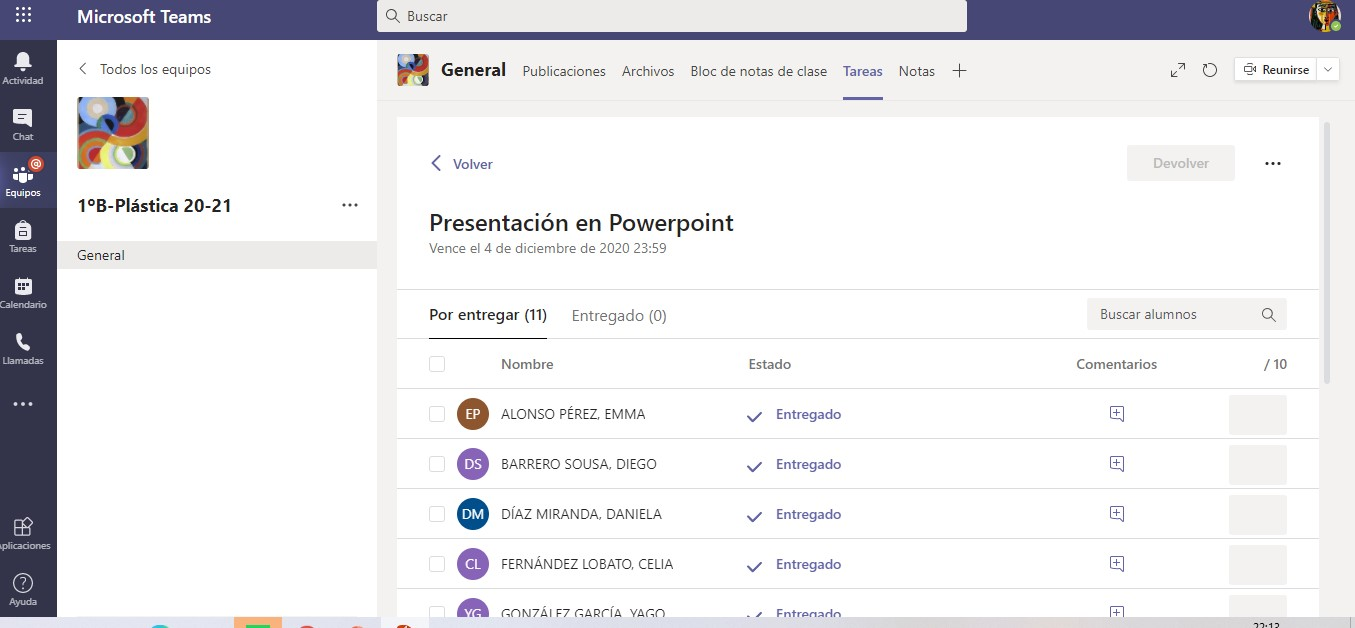 Microsoft Teams
Buscar
Actividad
Chat
Equipos
Tareas
Calendario
Llamadas
Aplicaciones
Ayuda
Todos los equipos
1ºB-Plástica 20-21
General
General Publicaciones Archivos Bloc de notas de clase Tareas Notas
Reunirse
Volver
Devolver
Presentación en Powerpoint
Vence el 4 de diciembre de 2020 23:59
Por entregar (11) Entregado (0)
Buscar alumnos
Nombre Estado Comentarios / 10
EP ALONSO PÉREZ, EMMA Entregado
DS BARRERO SOUSA, DIEGO Entregado
DM DÍAZ MIRANDA, DANIELA Entregado
CL FERNÁNDEZ LOBATO, CELIA Entregado
YG GONZÁLEZ GARCÍA, YAGO Entregado